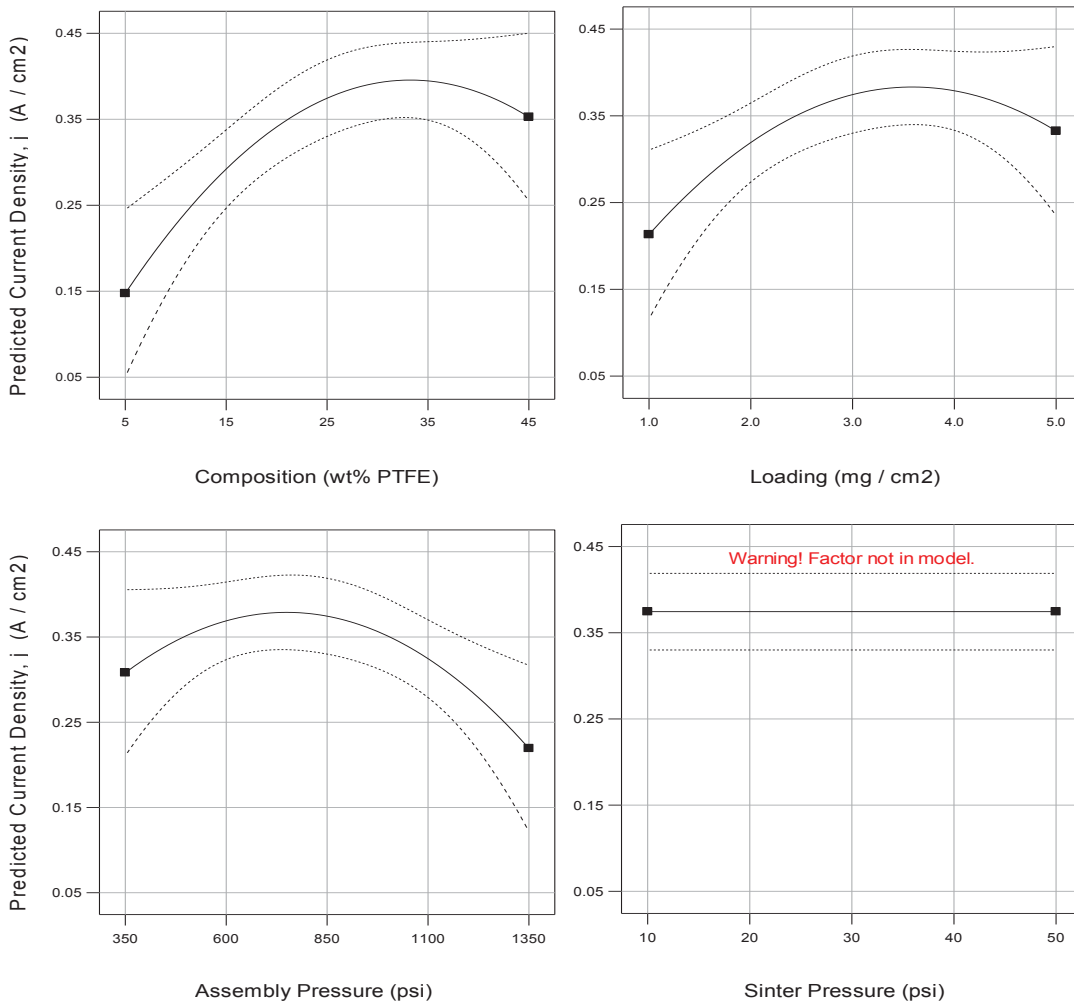 Predicted Current Density, i (A / cm2)
0.45
0.35
0.25
0.15
0.05
5 15 25 35 45
Composition (wt% PTFE)
0.45
0.35
0.25
0.15
0.05
1.0 2.0 3.0 4.0 5.0
Loading (mg / cm2)
Predicted Current Density, i (A / cm2)
0.45
0.35
0.25
0.15
0.05
350 600 850 1100 1350
Assembly Pressure (psi)
Warning! Factor not in model.
0.45
0.35
0.25
0.15
0.05
10 20 30 40 50
Sinter Pressure (psi)